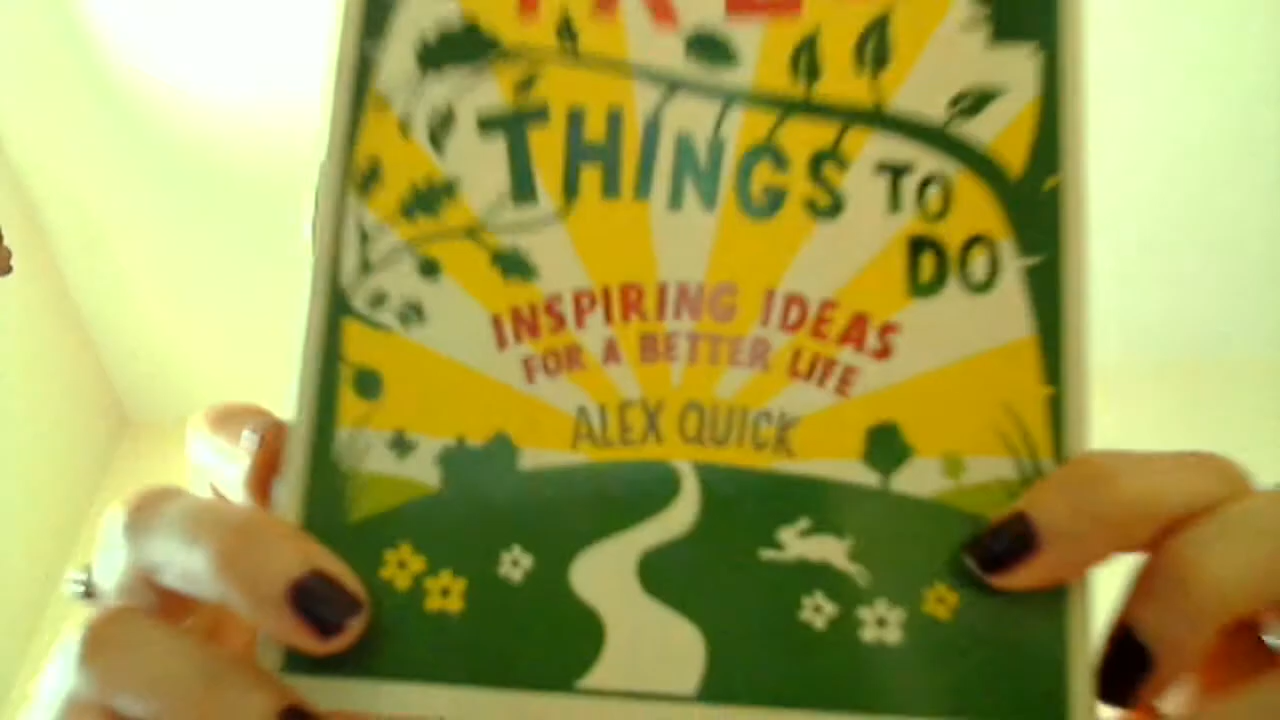 THINGS TO
DO
INSPIRING IDEAS
FOR A BETTER LIFE
ALEX QUICK